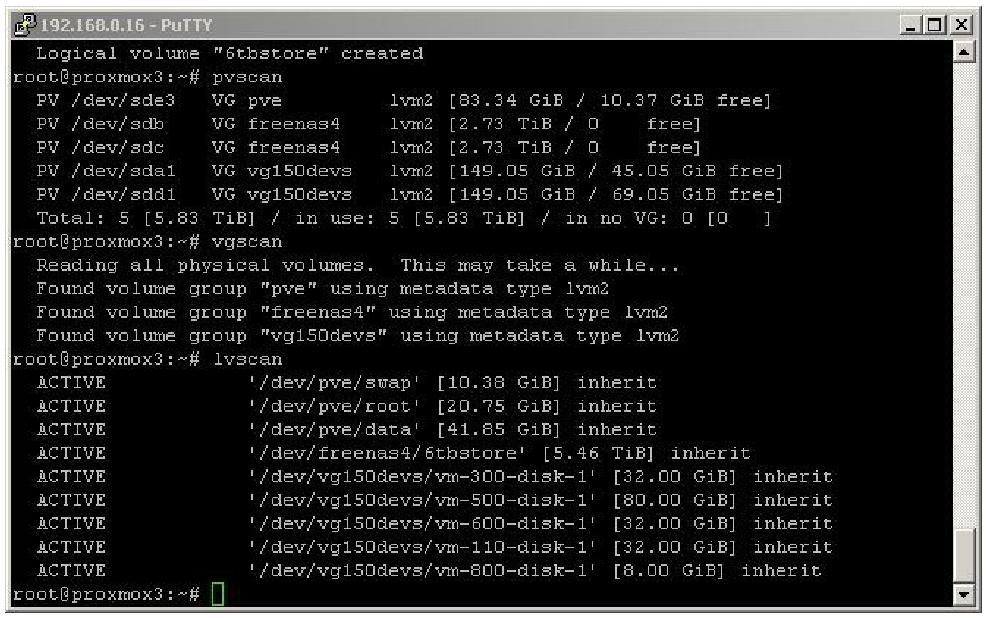 192.168.0.16 - PuTTY
Logical volume "6tbstore" created
root@proxmox3:~# pvscan
PV /dev/sde3 VG pve lvm2 [83.34 GiB / 10.37 GiB free]
PV /dev/sdb VG freenas4 lvm2 [2.73 TiB / 0 free]
PV /dev/sdc VG freenas4 lvm2 [2.73 TiB / 0 free]
PV /dev/sda1 VG vg150devs lvm2 [149.05 GiB / 45.05 GiB free]
PV /dev/sdd1 VG vg150devs lvm2 [149.05 GiB / 69.05 GiB free]
Total: 5 [5.83 TiB] / in use: 5 [5.83 TiB] / in no VG: 0 [0 ]
root@proxmox3:~# vgscan
Reading all physical volumes. This may take a while...
Found volume group "pve" using metadata type lvm2
Found volume group "freenas4" using metadata type lvm2
Found volume group "vg150devs" using metadata type lvm2
root@proxmox3:~# lvscan
ACTIVE '/dev/pve/swap' [10.38 GiB] inherit
ACTIVE '/dev/pve/root' [20.75 GiB] inherit
ACTIVE '/dev/pve/data' [41.85 GiB] inherit
ACTIVE '/dev/freenas4/6tbstore' [5.46 TiB] inherit
ACTIVE '/dev/vg150devs/vm-300-disk-1' [32.00 GiB] inherit
ACTIVE '/dev/vg150devs/vm-500-disk-1' [80.00 GiB] inherit
ACTIVE '/dev/vg150devs/vm-600-disk-1' [32.00 GiB] inherit
ACTIVE '/dev/vg150devs/vm-110-disk-1' [32.00 GiB] inherit
ACTIVE '/dev/vg150devs/vm-800-disk-1' [8.00 GiB] inherit
root@proxmox3:~#